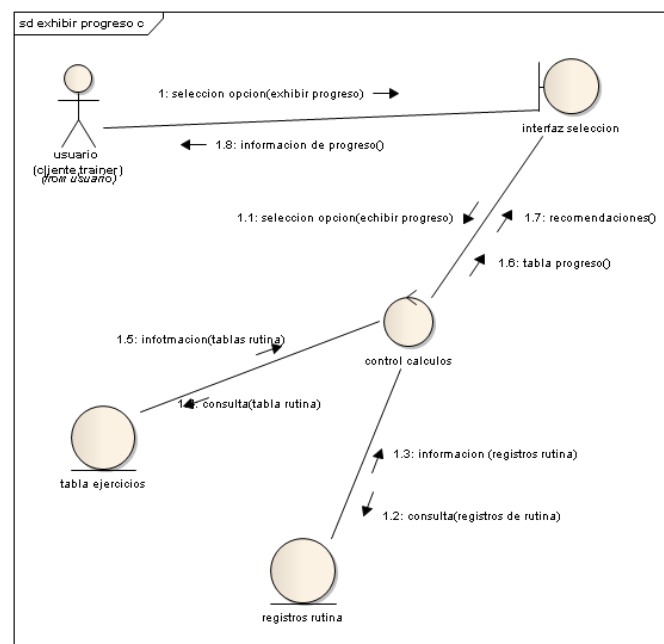 sd exhibir progreso c
1: seleccion opcion(exhibir progreso)
interfaz seleccion
1.8: informacion de progreso()
usuario
(cliente,trainer)
(from usuario)
1.1: seleccion opcion(echibir progreso)
1.7: recomendaciones()
1.6: tabla progreso()
1.5: infotmacion(tablas rutina)
control calculos
1.4: consulta(tabla rutina)
tabla ejercicios
1.3: informacion (registros rutina)
1.2: consulta(registros de rutina)
registros rutina